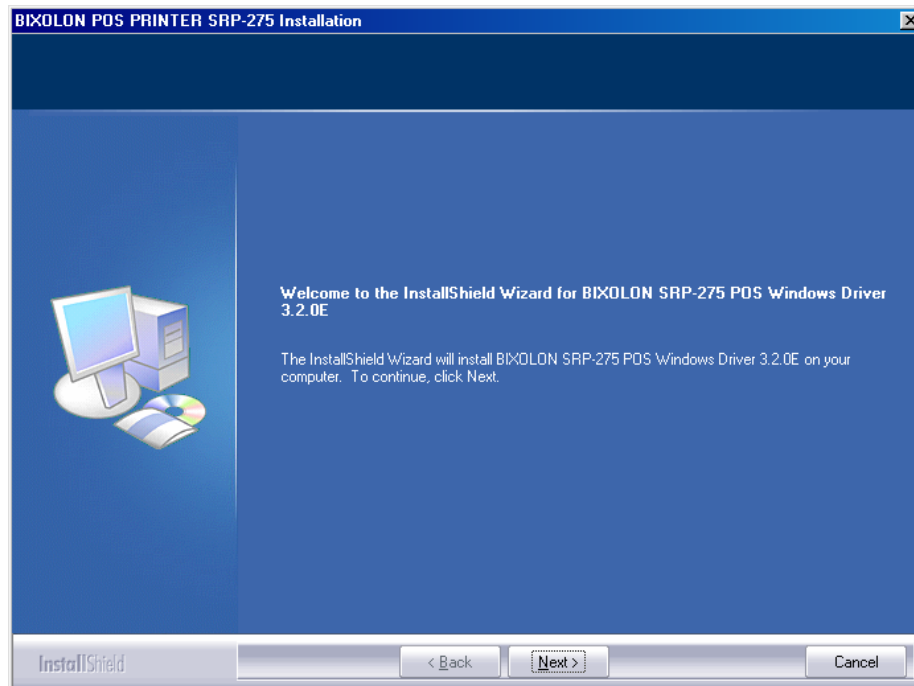 BIXOLON POS PRINTER SRP-275 Installation
Welcome to the InstallShield Wizard for BIXOLON SRP-275 POS Windows Driver
3.2.0E
The InstallShield Wizard will install BIXOLON SRP-275 POS Windows Driver 3.2.0E on your
computer. To continue, click Next.
InstallShield
< Back Next > Cancel